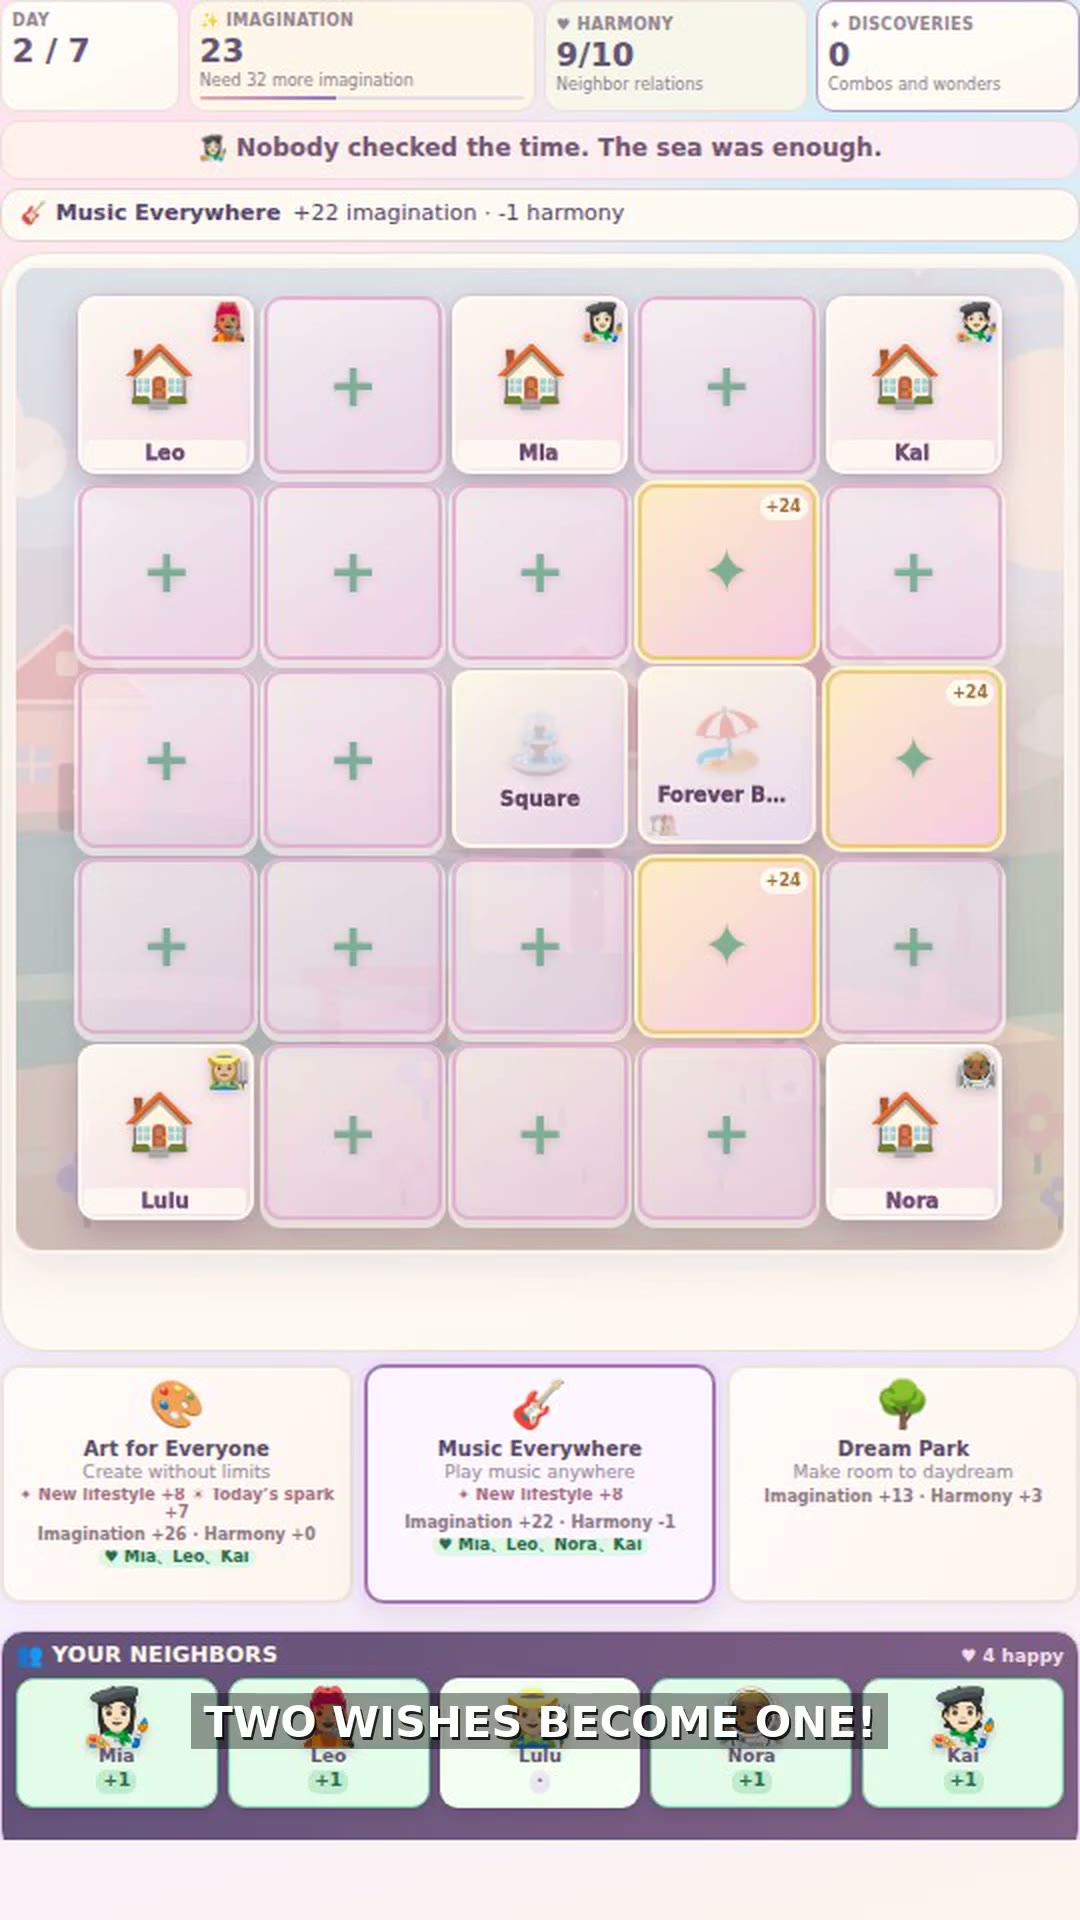 DAY
2 / 7
✨ IMAGINATION
23
Need 32 more imagination
♥ HARMONY
9/10
Neighbor relations
✦ DISCOVERIES
0
Combos and wonders
Nobody checked the time. The sea was enough.
Music Everywhere +22 imagination · -1 harmony
Leo
+
Mia
+
Kai
+
+
+
+24
✦
+
+
+
Square
Forever B...
+24
✦
+
+
+
+24
✦
+
Lulu
+
+
+
Nora
Art for Everyone
Create without limits
✦ New lifestyle +8 ☀ Today's spark
+7
Imagination +26 · Harmony +0
♥ Mia、Leo、Kai
Music Everywhere
Play music anywhere
✦ New lifestyle +8
Imagination +22 · Harmony -1
♥ Mia、Leo、Nora、Kai
Dream Park
Make room to daydream
Imagination +13 · Harmony +3
YOUR NEIGHBORS
♥ 4 happy
TWO WISHES BECOME ONE!
Mia
+1
Leo
+1
Lulu
·
Nora
+1
Kai
+1